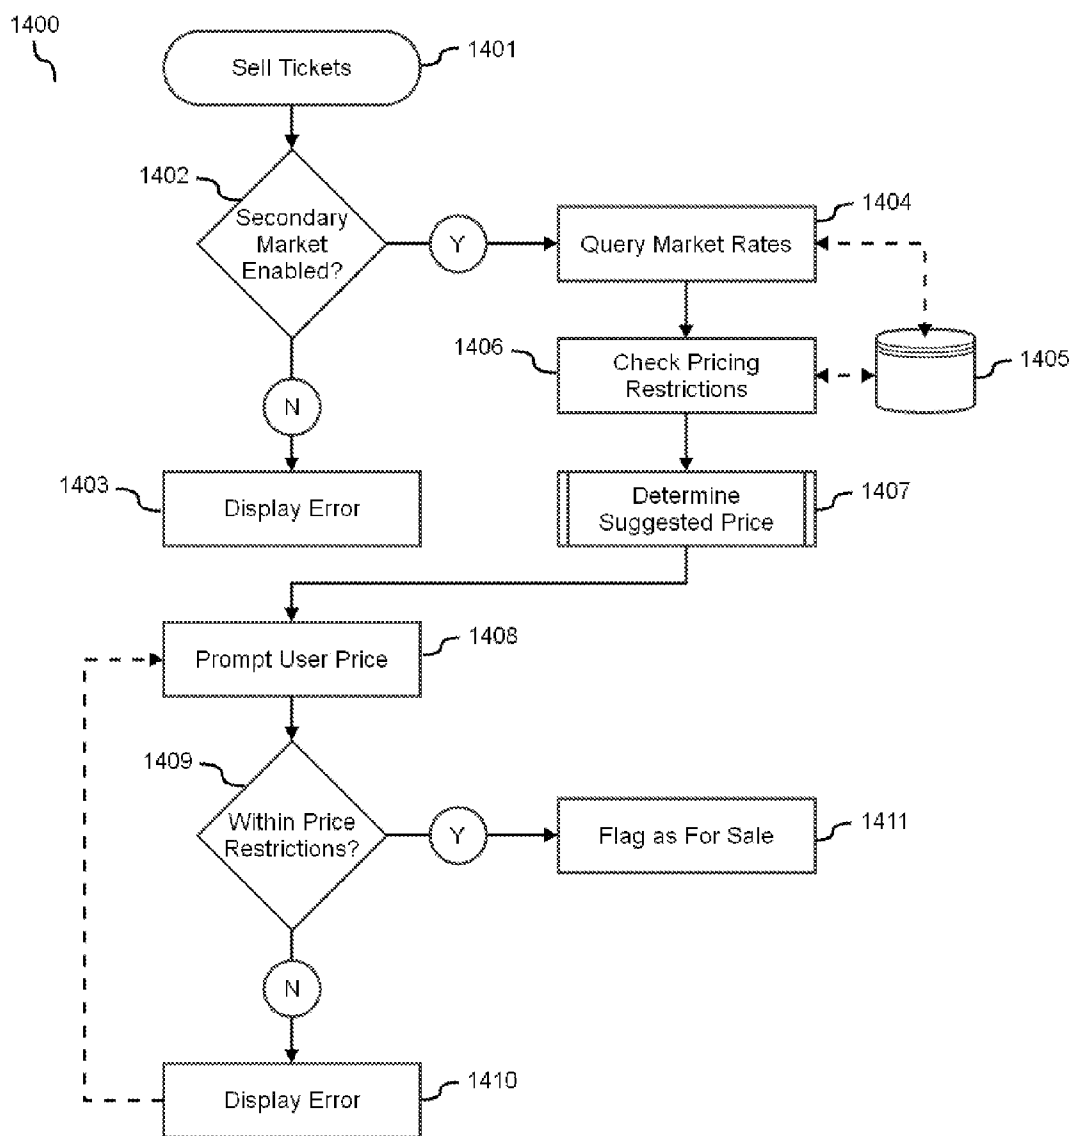 1400
Sell Tickets
1401
1402
Secondary
Market
Enabled?
Y
Query Market Rates
1404
1405
1406
Check Pricing
Restrictions
N
1403
Display Error
Determine
Suggested Price
1407
Prompt User Price
1408
1409
Within Price
Restrictions?
Y
Flag as For Sale
1411
N
Display Error
1410